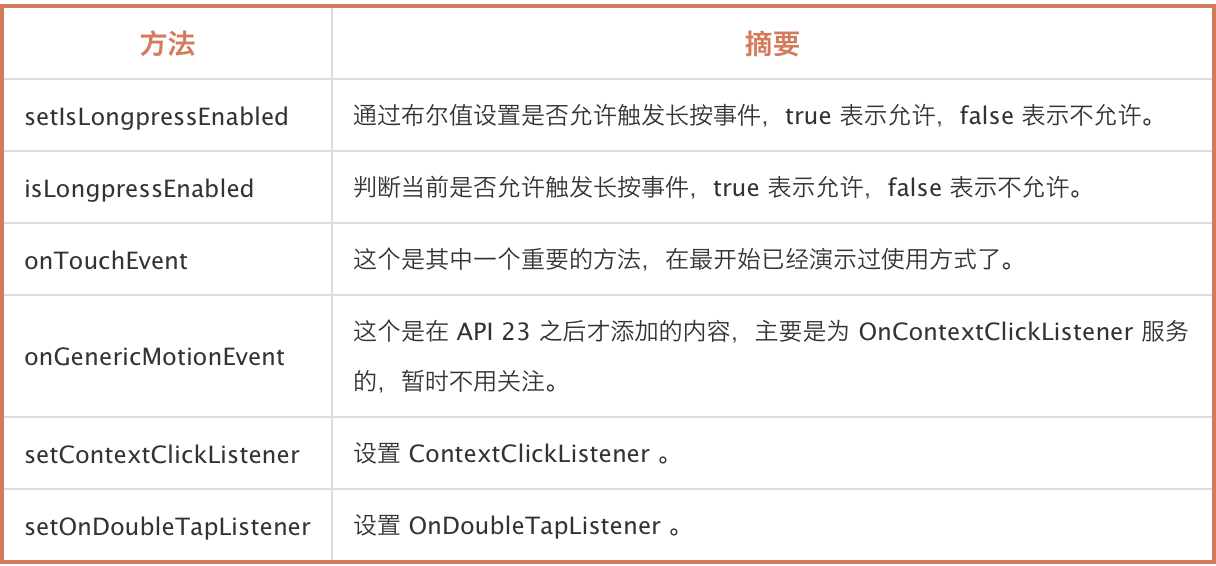 方法 摘要
setIsLongpressEnabled 通过布尔值设置是否允许触发长按事件，true 表示允许，false 表示不允许。
isLongpressEnabled 判断当前是否允许触发长按事件，true 表示允许，false 表示不允许。
onTouchEvent 这个是其中一个重要的方法，在最开始已经演示过使用方式了。
onGenericMotionEvent 这个是在 API 23 之后才添加的内容，主要是为 OnContextClickListener 服务
的，暂时不用关注。
setContextClickListener 设置 ContextClickListener 。
setOnDoubleTapListener 设置 OnDoubleTapListener 。